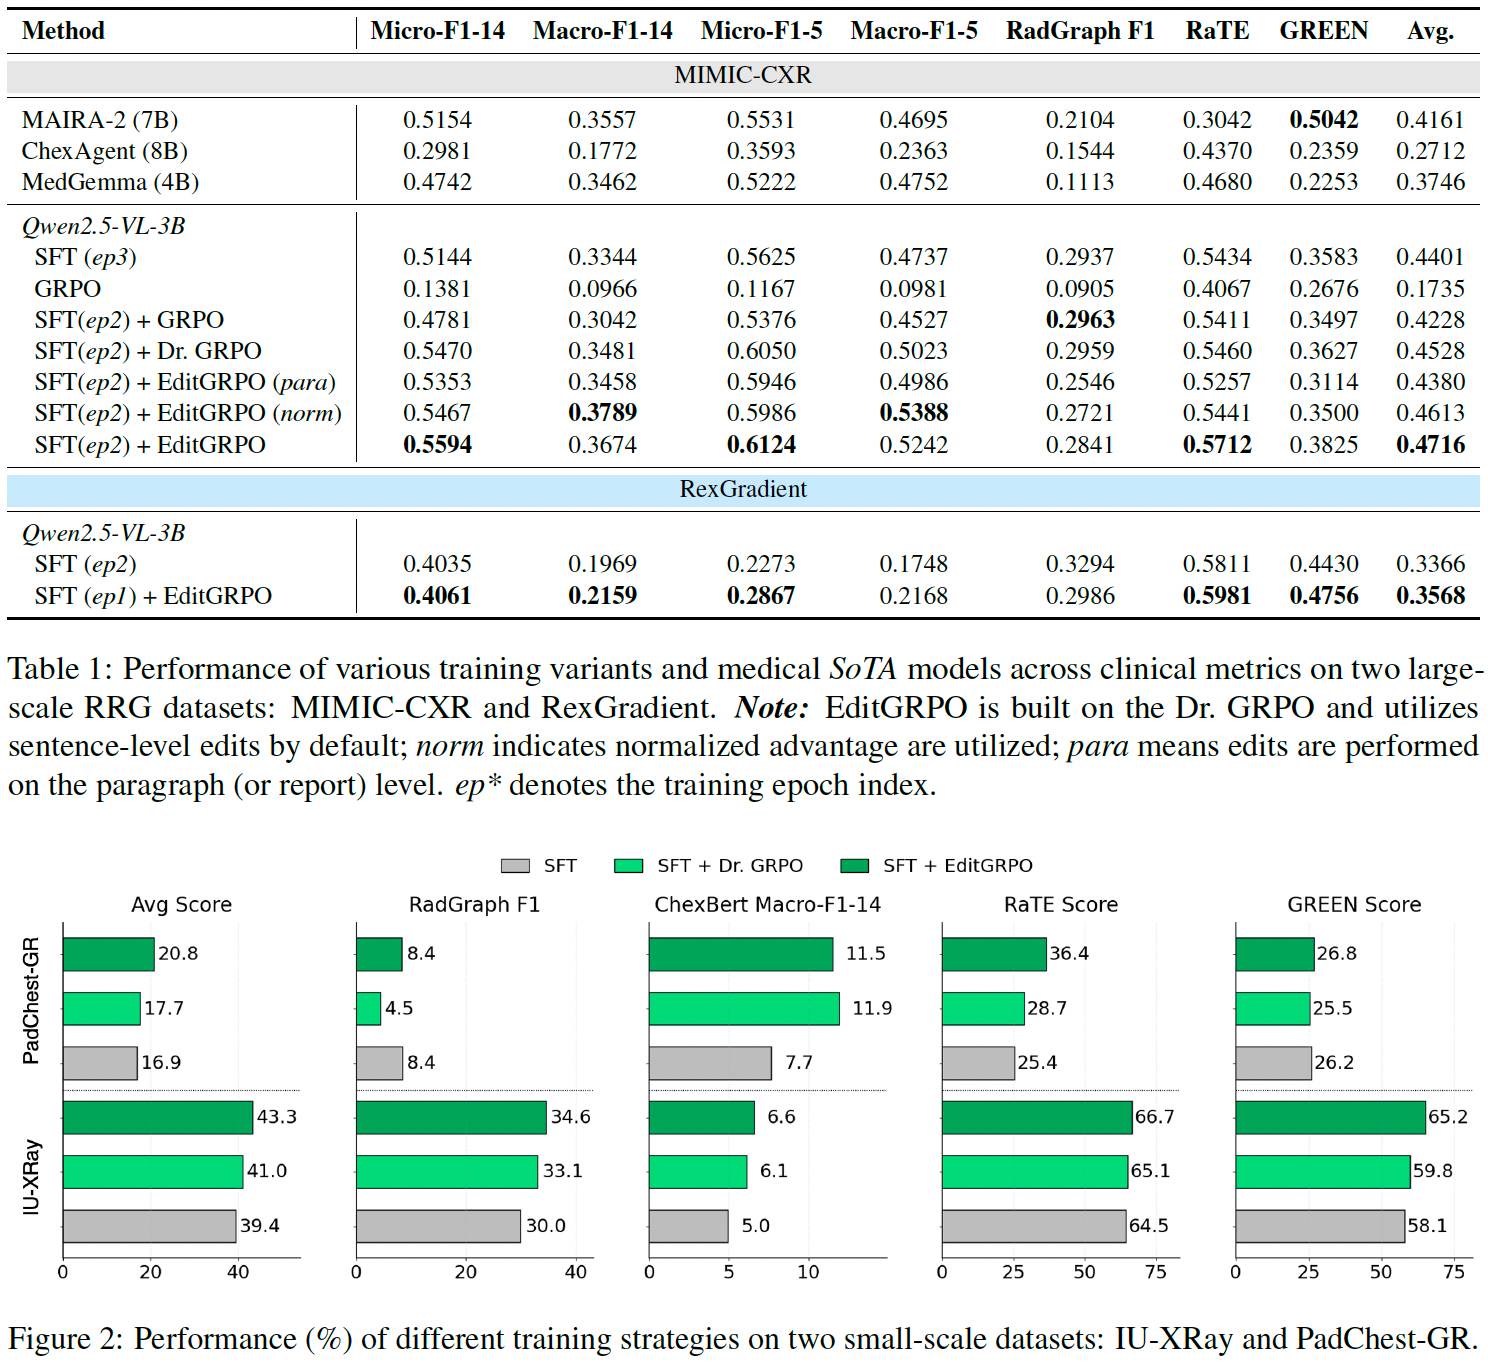 Method Micro-F1-14 Macro-F1-14 Micro-F1-5 Macro-F1-5 RadGraph F1 RaTE GREEN Avg.
MIMIC-CXR
MAIRA-2 (7B) 0.5154 0.3557 0.5531 0.4695 0.2104 0.3042 0.5042 0.4161
ChexAgent (8B) 0.2981 0.1772 0.3593 0.2363 0.1544 0.4370 0.2359 0.2712
MedGemma (4B) 0.4742 0.3462 0.5222 0.4752 0.1113 0.4680 0.2253 0.3746
Qwen2.5-VL-3B
SFT (ep3) 0.5144 0.3344 0.5625 0.4737 0.2937 0.5434 0.3583 0.4401
GRPO 0.1381 0.0966 0.1167 0.0981 0.0905 0.4067 0.2676 0.1735
SFT(ep2) + GRPO 0.4781 0.3042 0.5376 0.4527 0.2963 0.5411 0.3497 0.4228
SFT(ep2) + Dr. GRPO 0.5470 0.3481 0.6050 0.5023 0.2959 0.5460 0.3627 0.4528
SFT(ep2) + EditGRPO (para) 0.5353 0.3458 0.5946 0.4986 0.2546 0.5257 0.3114 0.4380
SFT(ep2) + EditGRPO (norm) 0.5467 0.3789 0.5986 0.5388 0.2721 0.5441 0.3500 0.4613
SFT(ep2) + EditGRPO 0.5594 0.3674 0.6124 0.5242 0.2841 0.5712 0.3825 0.4716
RexGradient
Qwen2.5-VL-3B
SFT (ep2) 0.4035 0.1969 0.2273 0.1748 0.3294 0.5811 0.4430 0.3366
SFT (ep1) + EditGRPO 0.4061 0.2159 0.2867 0.2168 0.2986 0.5981 0.4756 0.3568
Table 1: Performance of various training variants and medical SoTA models across clinical metrics on two large-
scale RRG datasets: MIMIC-CXR and RexGradient. Note: EditGRPO is built on the Dr. GRPO and utilizes
sentence-level edits by default; norm indicates normalized advantage are utilized; para means edits are performed
on the paragraph (or report) level. ep* denotes the training epoch index.
SFT SFT + Dr. GRPO SFT + EditGRPO
Avg Score RadGraph F1 ChexBert Macro-F1-14 RaTE Score GREEN Score
PadChest-GR
20.8 8.4 11.5 36.4 26.8
17.7 4.5 11.9 28.7 25.5
16.9 8.4 7.7 25.4 26.2
IU-XRay
43.3 34.6 6.6 66.7 65.2
41.0 33.1 6.1 65.1 59.8
39.4 30.0 5.0 64.5 58.1
0 20 40 0 20 40 0 5 10 0 25 50 75 0 25 50 75
Figure 2: Performance (%) of different training strategies on two small-scale datasets: IU-XRay and PadChest-GR.